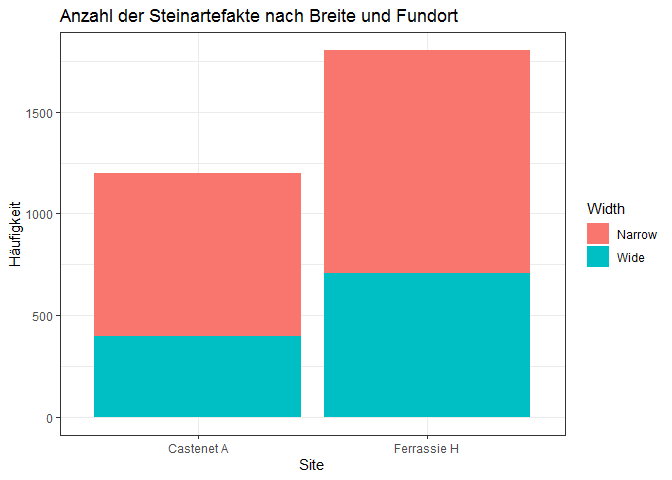 Anzahl der Steinartefakte nach Breite und Fundort
Häufigkeit
1500
1000
500
0
Castenet A
Ferrassie H
Site
Width
Narrow
Wide